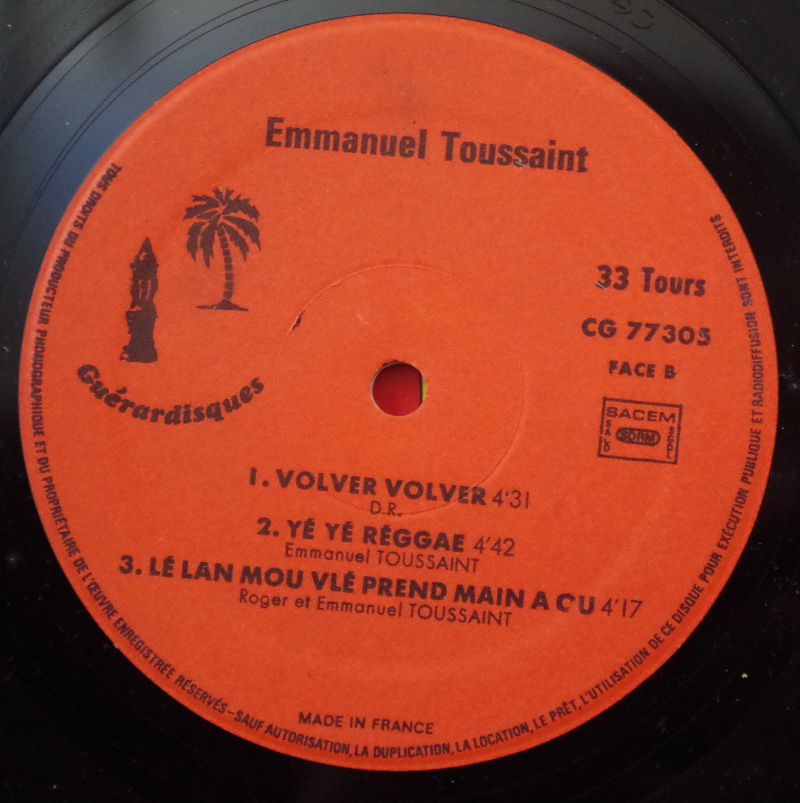 Emmanuel Toussaint
33 Tours
CG 77305
FACE B
SACEM
SACD
SDRM
SGDL
Guérardisques
1. VOLVER VOLVER 4'31
D.R.
2. YÉ YÉ RÉGGAE 4'42
Emmanuel TOUSSAINT
3. LÉ LAN MOU VLÉ PREND MAIN A OU 4'17
Roger et Emmanuel TOUSSAINT
MADE IN FRANCE
TOUS DROITS DU PRODUCTEUR PHONOGRAPHIQUE ET DU PROPRIÉTAIRE DE L'ŒUVRE ENREGISTRÉE RÉSERVÉS - SAUF AUTORISATION, LA DUPLICATION, LA LOCATION, LE PRÊT, L'UTILISATION DE CE DISQUE POUR EXÉCUTION PUBLIQUE ET RADIODIFFUSION SONT INTERDITS